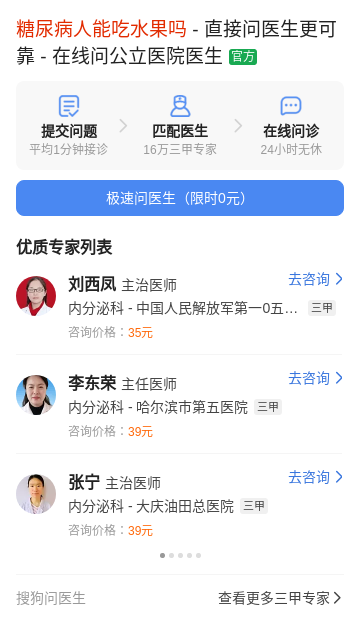 糖尿病人能吃水果吗 - 直接问医生更可
靠 - 在线问公立医院医生 官方
提交问题 匹配医生 在线问诊
平均1分钟接诊 16万三甲专家 24小时无休
极速问医生（限时0元）
优质专家列表
刘西凤 主治医师 去咨询
内分泌科 - 中国人民解放军第一0五... 三甲
咨询价格：35元
李东荣 主任医师 去咨询
内分泌科 - 哈尔滨市第五医院 三甲
咨询价格：39元
张宁 主治医师 去咨询
内分泌科 - 大庆油田总医院 三甲
咨询价格：39元
搜狗问医生 查看更多三甲专家